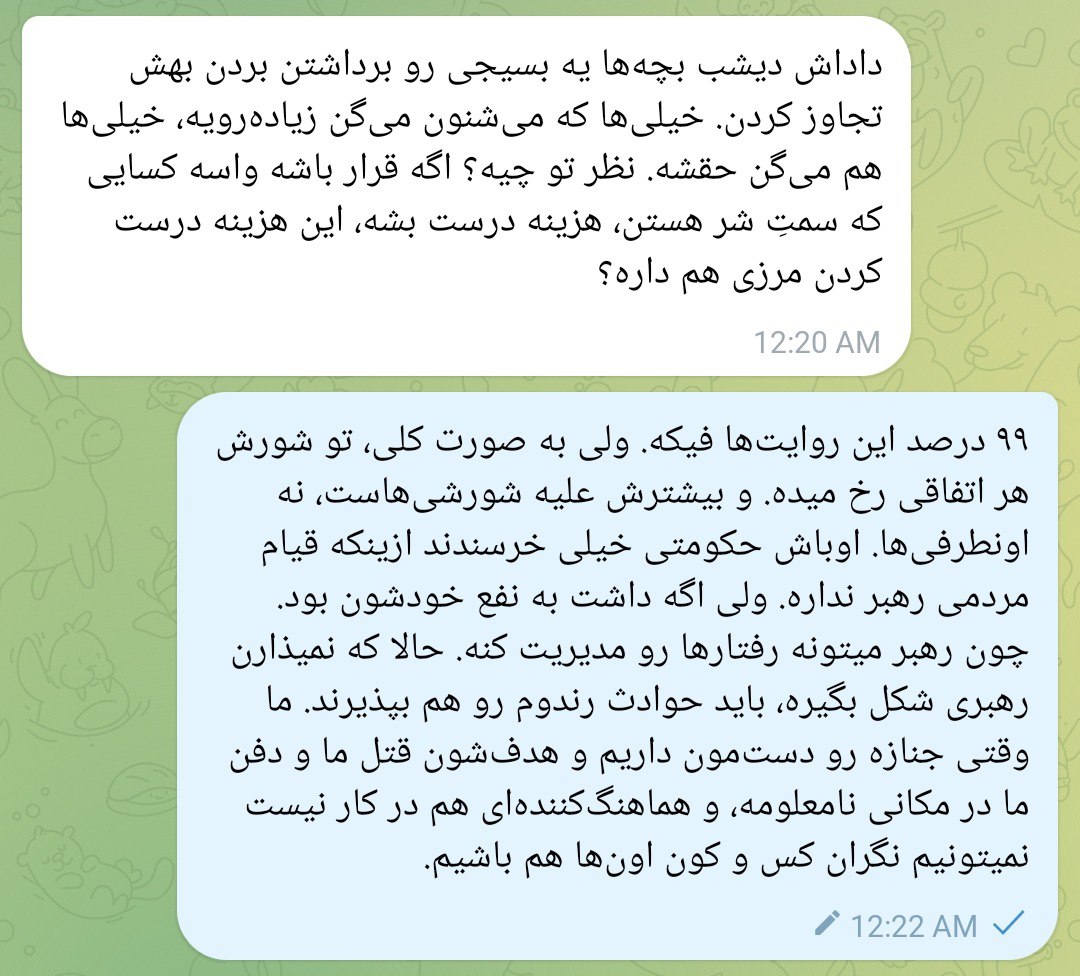 داداش دیشب بچه‌ها یه بسیجی رو برداشتن بردن بهش
تجاوز کردن. خیلی‌ها که می‌شنون می‌گن زیاده‌رویه، خیلی‌ها
هم می‌گن حقشه. نظر تو چیه؟ اگه قرار باشه واسه کسایی
که سمتِ شر هستن، هزینه درست بشه، این هزینه درست
کردن مرزی هم داره؟
12:20 AM
۹۹ درصد این روایت‌ها فیکه. ولی به صورت کلی، تو شورش
هر اتفاقی رخ میده. و بیشترش علیه شورشی‌هاست، نه
اونطرفی‌ها. اوباش حکومتی خیلی خرسندند ازینکه قیام
مردمی رهبر نداره. ولی اگه داشت به نفع خودشون بود.
چون رهبر میتونه رفتارها رو مدیریت کنه. حالا که نمیذارن
رهبری شکل بگیره، باید حوادث رندوم رو هم بپذیرند. ما
وقتی جنازه رو دست‌مون داریم و هدف‌شون قتل ما و دفن
ما در مکانی نامعلومه، و هماهنگ‌کننده‌ای هم در کار نیست
نمیتونیم نگران کس و کون اون‌ها هم باشیم.
12:22 AM